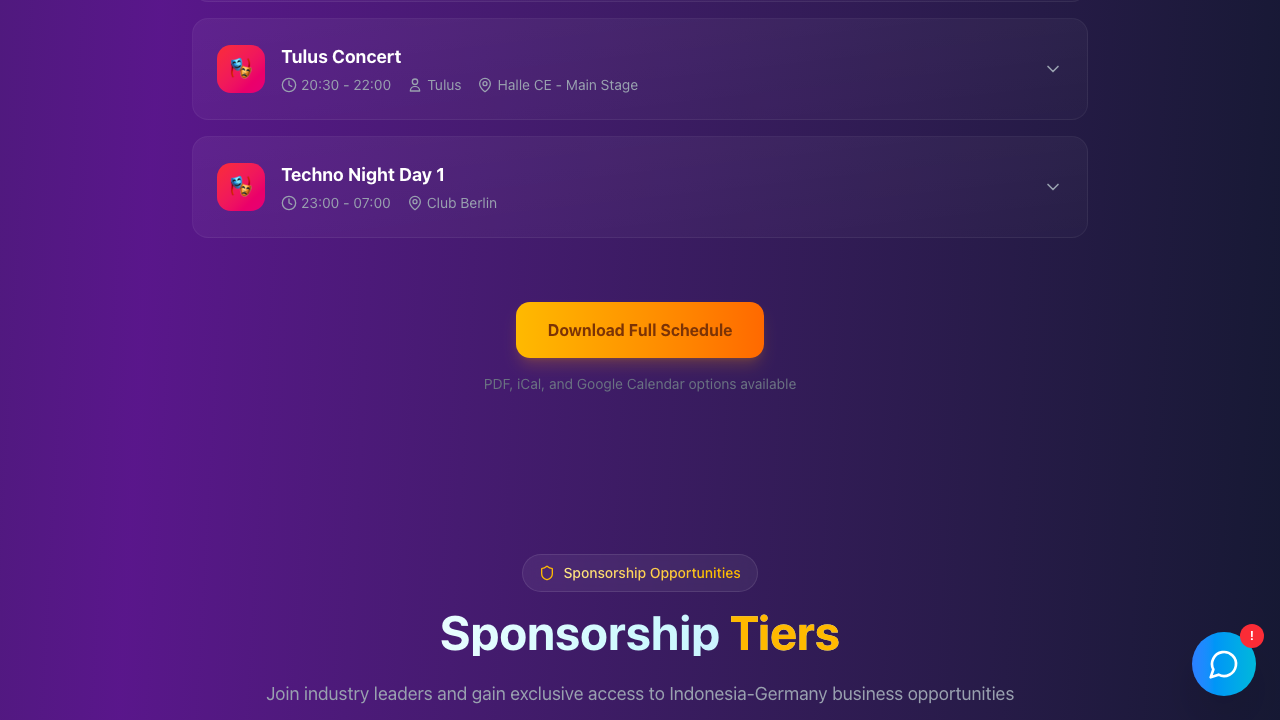 Tulus Concert
20:30 - 22:00 Tulus Halle CE - Main Stage
Techno Night Day 1
23:00 - 07:00 Club Berlin
Download Full Schedule
PDF, iCal, and Google Calendar options available
Sponsorship Opportunities
Sponsorship Tiers
!
Join industry leaders and gain exclusive access to Indonesia-Germany business opportunities